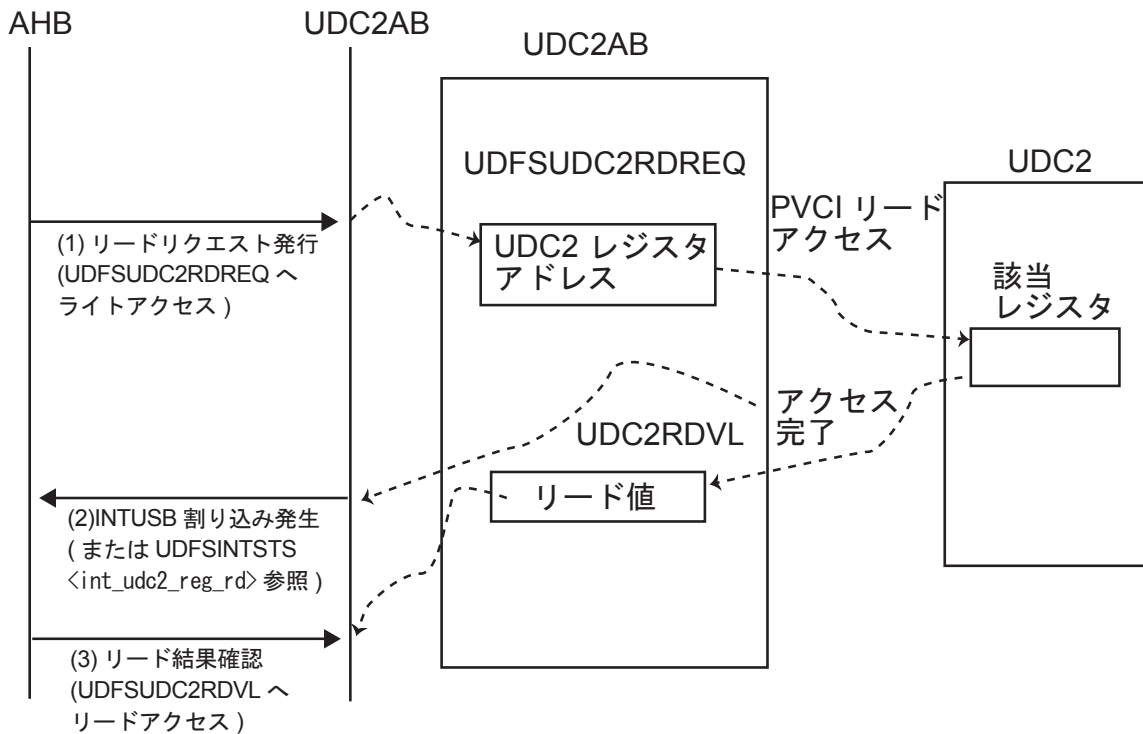 AHB
UDC2AB
UDC2AB
UDFSUDC2RDREQ
UDC2
PVCI リード
アクセス
(1) リードリクエスト発行
(UDFSUDC2RDREQ へ
ライトアクセス )
UDC2 レジスタ
アドレス
該当
レジスタ
アクセス
完了
UDC2RDVL
リード値
(2)INTUSB 割り込み発生
( または UDFSINTSTS
<int_udc2_reg_rd> 参照 )
(3) リード結果確認
(UDFSUDC2RDVL へ
リードアクセス )